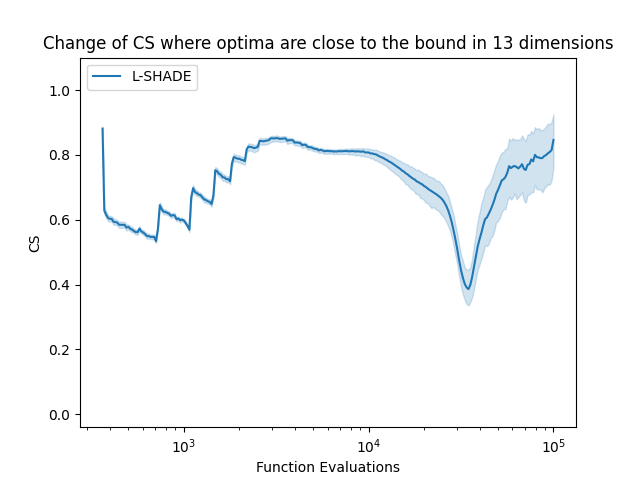 Change of CS where optima are close to the bound in 13 dimensions
L-SHADE
1.0
0.8
0.6
0.4
0.2
0.0
CS
10³
10⁴
10⁵
Function Evaluations